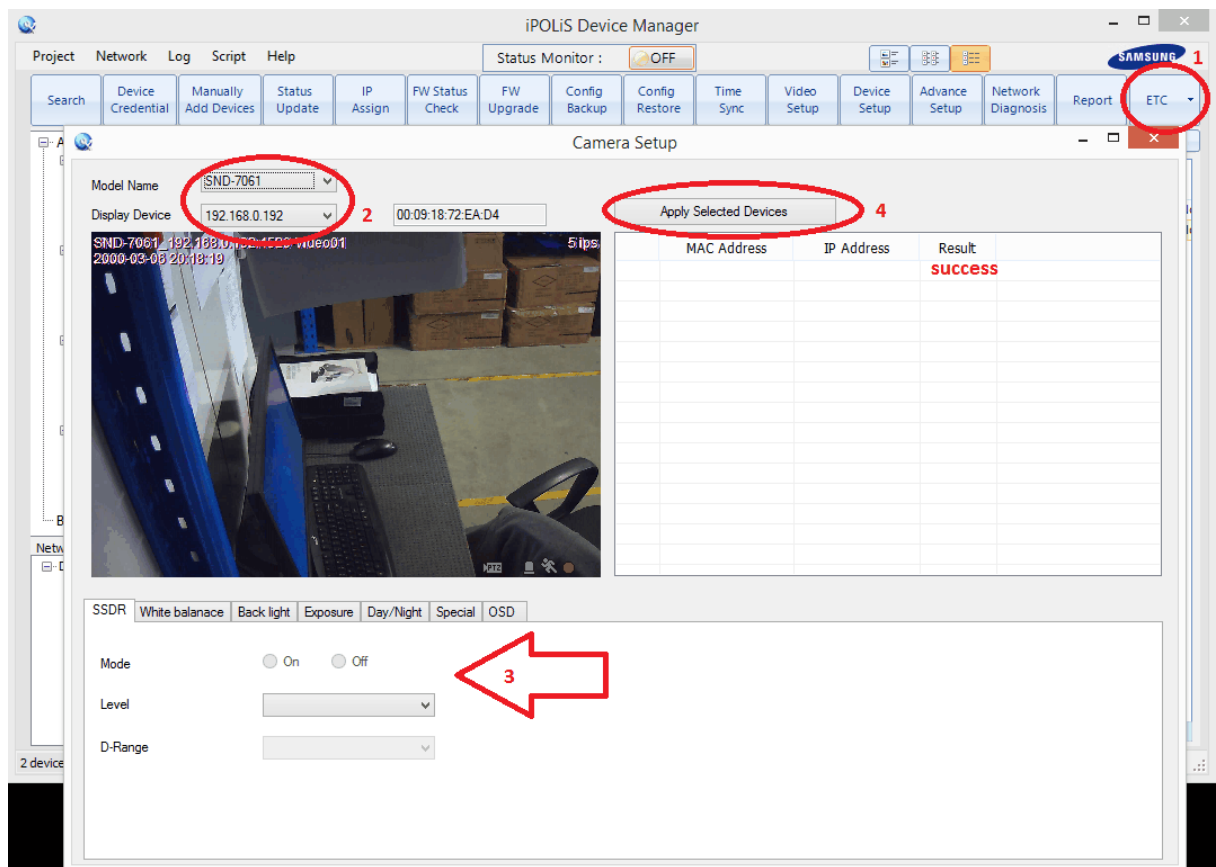 iPOLiS Device Manager
Project Network Log Script Help Status Monitor : OFF SAMSUNG 1
Search Device Credential Manually Add Devices Status Update IP Assign FW Status Check FW Upgrade Config Backup Config Restore Time Sync Video Setup Device Setup Advance Setup Network Diagnosis Report ETC
Camera Setup
Model Name SND-7061
Display Device 192.168.0.192 2 00:09:18:72:EA:D4 Apply Selected Devices 4
MAC Address IP Address Result
success
2000-03-06 20:18:19
PTZ
Netw
SSDR White balanace Back light Exposure Day/Night Special OSD
Mode On Off
3
Level
D-Range
2 device